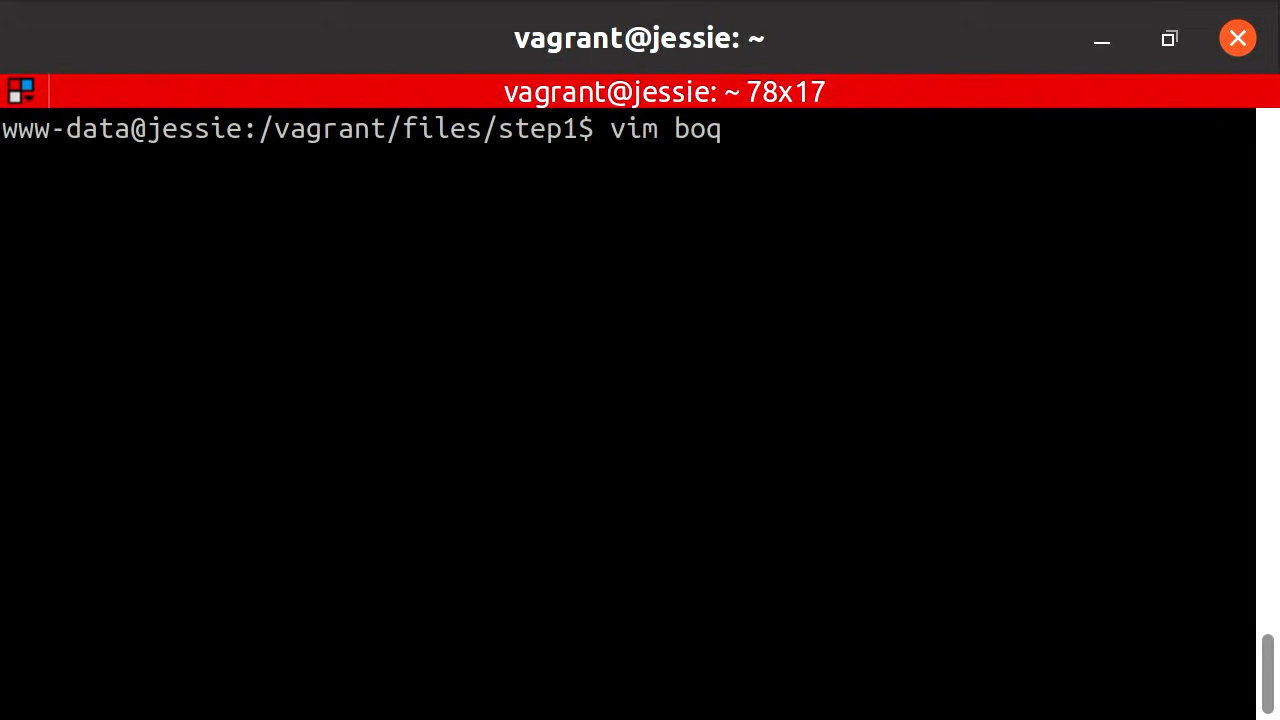 vagrant@jessie: ~
vagrant@jessie: ~ 78x17
www-data@jessie:/vagrant/files/step1$ vim boq